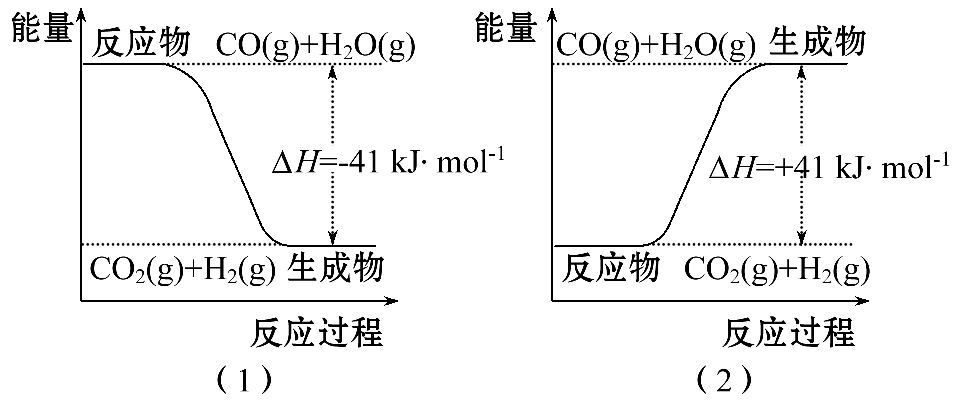 能量
反应物 CO(g)+H₂O(g)
ΔH=-41 kJ· mol⁻¹
CO₂(g)+H₂(g) 生成物
反应过程
（1）
能量
CO(g)+H₂O(g) 生成物
ΔH=+41 kJ· mol⁻¹
反应物 CO₂(g)+H₂(g)
反应过程
（2）